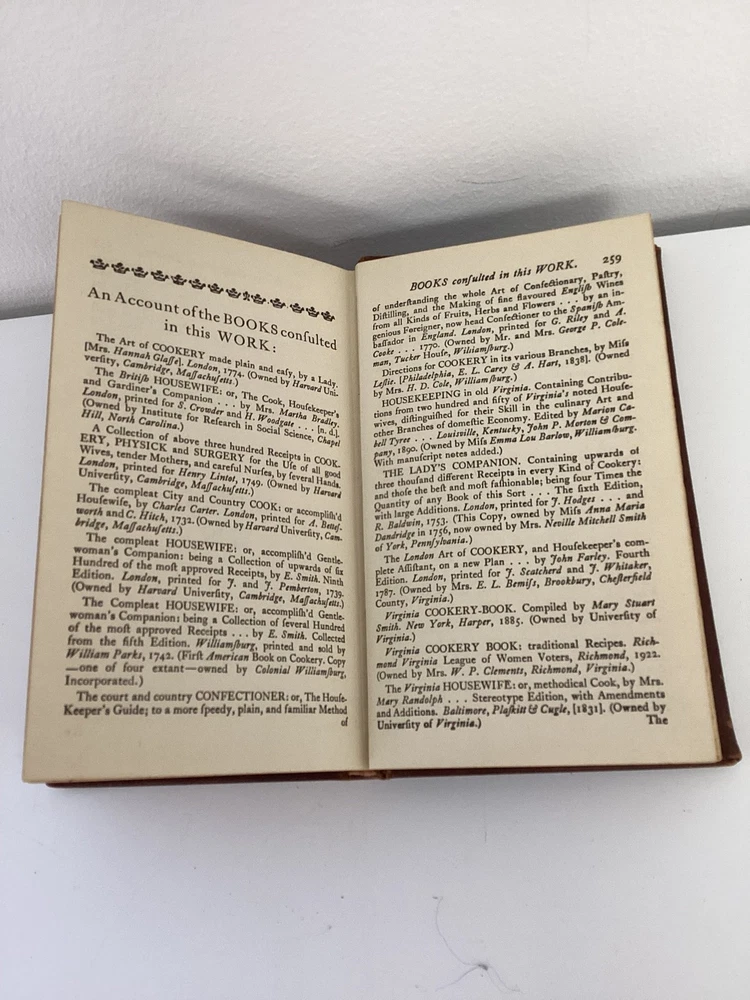 An Account of the BOOKS conſulted
in this WORK:
The Art of COOKERY made plain and eaſy, by a Lady.
[Mrs. Hannah Glaſſe]. London, 1774. (Owned by Harvard Uni-
verſity, Cambridge, Maſſachuſetts.)
The Britiſh HOUSEWIFE: or, The Cook, Houſekeeper's
and Gardiner's Companion . . . by Mrs. Martha Bradley.
London, printed for S. Crowder and H. Woodgate . . . [n. d.]
(Owned by Inſtitute for Reſearch in Social Science, Chapel
Hill, North Carolina.)
A Collection of above three hundred Receipts in COOK-
ERY, PHYSICK and SURGERY for the Uſe of all good
Wives, tender Mothers, and careful Nurſes, by ſeveral Hands.
London, printed for Henry Lintot, 1749. (Owned by Harvard
Univerſity, Cambridge, Maſſachuſetts.)
The compleat City and Country COOK: or accompliſh'd
Houſewife, by Charles Carter. London, printed for A. Betteſ-
worth and C. Hitch, 1732. (Owned by Harvard Univerſity, Cam-
bridge, Maſſachuſetts.)
The compleat HOUSEWIFE: or, accompliſh'd Gentle-
woman's Companion: being a Collection of upwards of ſix
Hundred of the moſt approved Receipts, by E. Smith. Ninth
Edition. London, printed for J. and J. Pemberton, 1739.
(Owned by Harvard Univerſity, Cambridge, Maſſachuſetts.)
The Compleat HOUSEWIFE: or, accompliſh'd Gentle-
woman's Companion: being a Collection of ſeveral Hundred
of the moſt approved Receipts . . . by E. Smith. Collected
from the fifth Edition. Williamſburg, printed and sold by
William Parks, 1742. (Firſt American Book on Cookery. Copy
—one of four extant—owned by Colonial Williamſburg,
Incorporated.)
The court and country CONFECTIONER: or, The Houſe-
Keeper's Guide; to a more ſpeedy, plain, and familiar Method
of
BOOKS conſulted in this WORK. 259
of underſtanding the whole Art of Confectionary, Paſtry,
Diſtilling, and the Making of fine flavoured Engliſh Wines
from all Kinds of Fruits, Herbs and Flowers . . . by an in-
genious Foreigner, now head Confectioner to the Spaniſh Am-
baſſador in England. London, printed for G. Riley and A.
Cooke . . . 1770. (Owned by Mr. and Mrs. George P. Cole-
man, Tucker Houſe, Williamſburg.)
Directions for COOKERY in its various Branches, by Miſs
Leſlie. [Philadelphia, E. L. Carey & A. Hart, 1838]. (Owned
by Mrs. H. D. Cole, Williamſburg.)
HOUSEKEEPING in old Virginia. Containing Contribu-
tions from two hundred and fifty of Virginia's noted Houſe-
wives, diſtinguiſhed for their Skill in the culinary Art and
other Branches of domeſtic Economy. Edited by Marion Ca-
bell Tyree . . . Louiſville, Kentucky, John P. Morton & Com-
pany, 1890. (Owned by Miſs Emma Lou Barlow, Williamſburg.
With manuſcript notes added.)
THE LADY'S COMPANION. Containing upwards of
three thouſand different Receipts in every Kind of Cookery:
and thoſe the beſt and moſt faſhionable; being four Times the
Quantity of any Book of this Sort . . . The ſixth Edition,
with large Additions. London, printed for J. Hodges . . . and
R. Baldwin, 1753. (This Copy, owned by Miſs Anna Maria
Dandridge in 1756, now owned by Mrs. Neville Mitchell Smith
of York, Pennſylvania.)
The London Art of COOKERY, and Houſekeeper's com-
plete Aſſiſtant, on a new Plan . . . by John Farley. Fourth
Edition. London, printed for J. Scatcherd and J. Whitaker,
1787. (Owned by Mrs. E. L. Bemiſs, Brookbury, Cheſterfield
County, Virginia.)
Virginia COOKERY-BOOK. Compiled by Mary Stuart
Smith. New York, Harper, 1885. (Owned by Univerſity of
Virginia.)
Virginia COOKERY BOOK: traditional Recipes. Rich-
mond Virginia League of Women Voters, Richmond, 1922.
(Owned by Mrs. W. P. Clements, Richmond, Virginia.)
The Virginia HOUSEWIFE: or, methodical Cook, by Mrs.
Mary Randolph . . . Stereotype Edition, with Amendments
and Additions. Baltimore, Plaſkitt & Cugle, [1831]. (Owned by
Univerſity of Virginia.)
The